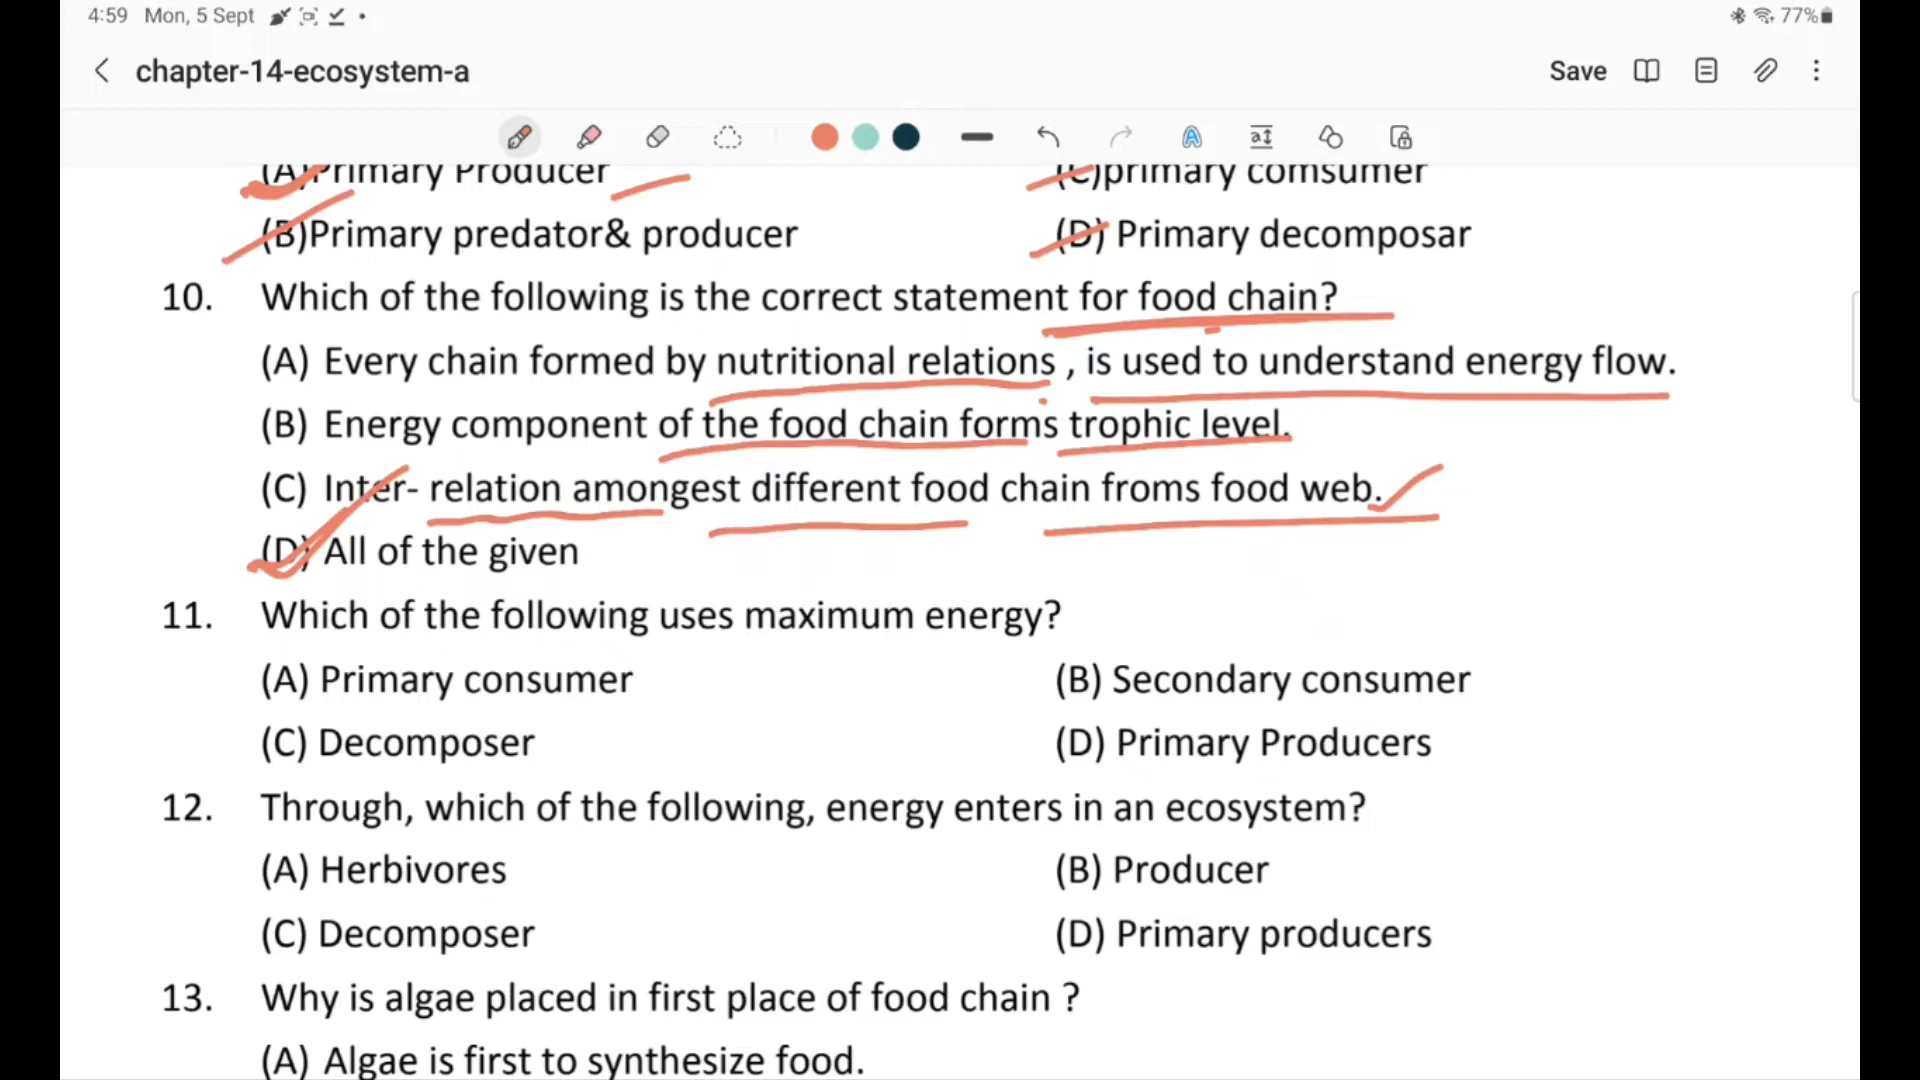 4:59 Mon, 5 Sept 77%
chapter-14-ecosystem-a Save
(A)Primary Producer (C)primary comsumer
(B)Primary predator& producer (D) Primary decomposar
10. Which of the following is the correct statement for food chain?
(A) Every chain formed by nutritional relations , is used to understand energy flow.
(B) Energy component of the food chain forms trophic level.
(C) Inter- relation amongest different food chain froms food web.
(D) All of the given
11. Which of the following uses maximum energy?
(A) Primary consumer (B) Secondary consumer
(C) Decomposer (D) Primary Producers
12. Through, which of the following, energy enters in an ecosystem?
(A) Herbivores (B) Producer
(C) Decomposer (D) Primary producers
13. Why is algae placed in first place of food chain ?
(A) Algae is first to synthesize food.